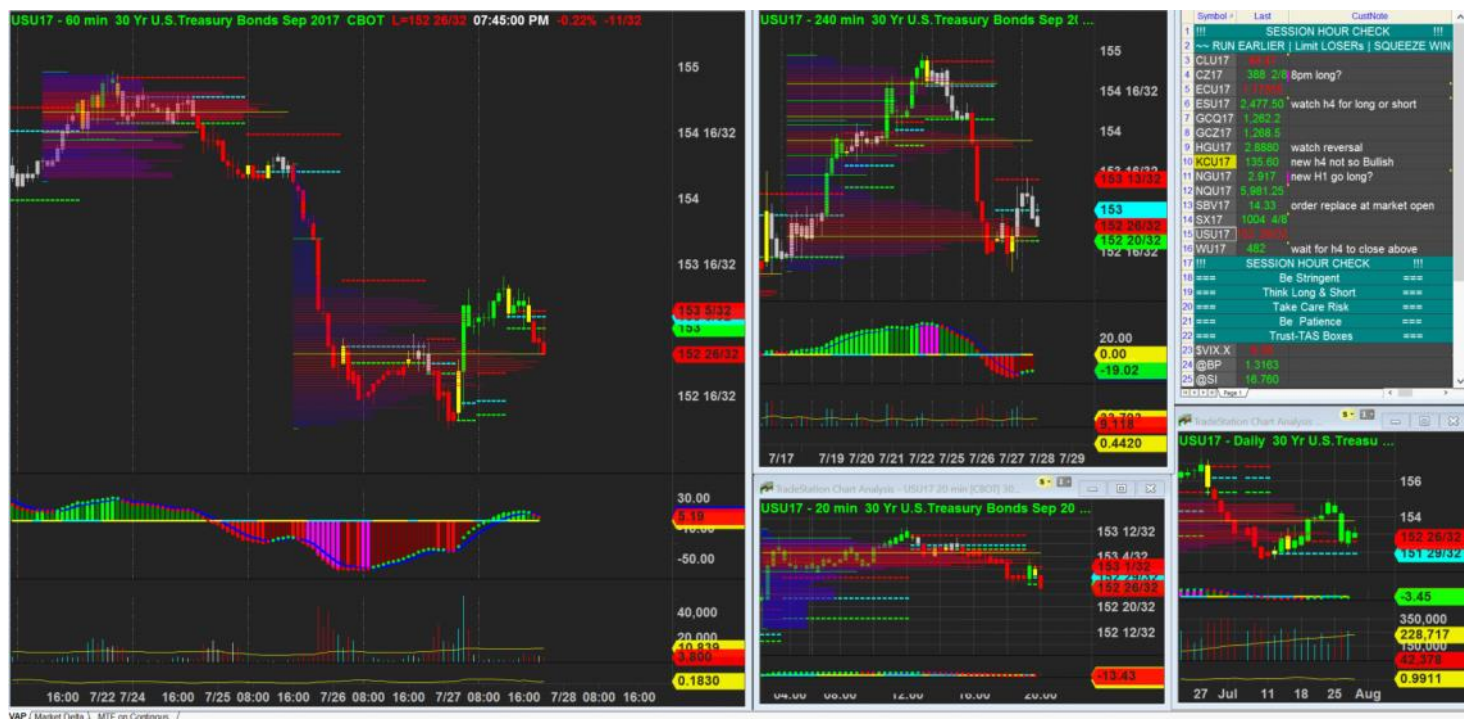 USU17 - 60 min 30 Yr U.S.Treasury Bonds Sep 2017 CBOT L=152 26/32 07:45:00 PM -0.22% -11/32
155
154 16/32
154
153 16/32
153 5/32
153
152 26/32
152 16/32
30.00
5.19
-50.00
40,000
20,000
10,839
3,800
0.1830
16:00 7/22 7/24 16:00 7/25 08:00 16:00 7/26 08:00 16:00 7/27 08:00 16:00 7/28 08:00 16:00
VAP / Market Delta \ MTF on Contigous /
USU17 - 240 min 30 Yr U.S.Treasury Bonds Sep 2( ...
155
154 16/32
154
153 13/32
153
152 26/32
152 20/32
152 16/32
20.00
0.00
-19.02
9,118
0.4420
7/17 7/19 7/20 7/21 7/22 7/25 7/26 7/27 7/28 7/29
TradeStation Chart Analysis - USU17 20 min [CBOT] 30...
USU17 - 20 min 30 Yr U.S.Treasury Bonds Sep 20 ...
153 12/32
153 4/32
153 1/32
152 26/32
152 20/32
152 12/32
-13.43
04:00 08:00 12:00 16:00 20:00
Symbol Last CustNote
1 !!! SESSION HOUR CHECK !!!
2 ~~ RUN EARLIER | Limit LOSERs | SQUEEZE WIN
3 CLU17
4 CZ17 388 2/8 8pm long?
5 ECU17
6 ESU17 2,477.50 watch h4 for long or short
7 GCQ17 1,262.2
8 GCZ17 1,268.5
9 HGU17 2.8880 watch reversal
10 KCU17 135.60 new h4 not so Bullish
11 NGU17 2.917 new H1 go long?
12 NQU17 5,981.25
13 SBV17 14.33 order replace at market open
14 SX17 1004 4/8
15 USU17 152 26/32
16 WU17 482 wait for h4 to close above
17 !!! SESSION HOUR CHECK !!!
18 === Be Stringent ===
19 === Think Long & Short ===
20 === Take Care Risk ===
21 === Be Patience ===
22 === Trust-TAS Boxes ===
23 $VIX.X
24 @BP 1.3163
25 @SI 16.760
Page 1
TradeStation Chart Analysis ...
USU17 - Daily 30 Yr U.S.Treasu ...
156
154
152 26/32
151 29/32
-3.45
350,000
228,717
150,000
42,378
0.9911
27 Jul 11 18 25 Aug